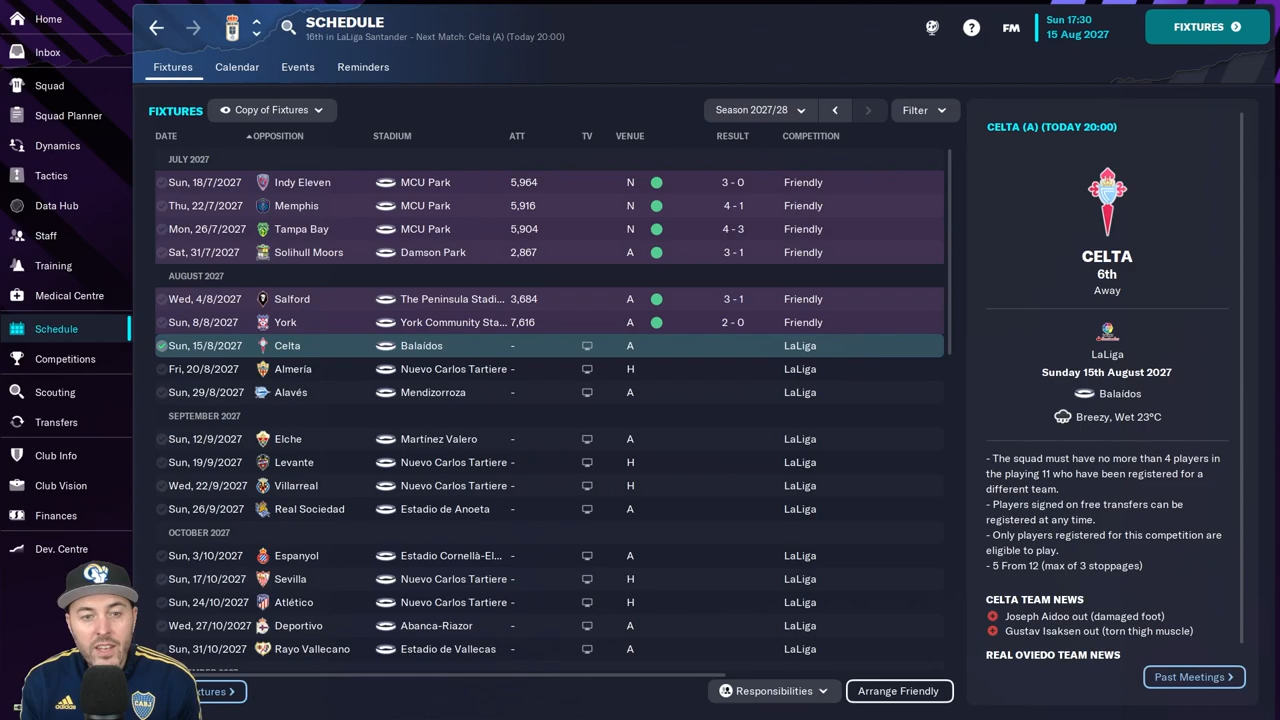 Home
Inbox
Squad
Squad Planner
Dynamics
Tactics
Data Hub
Staff
Training
Medical Centre
Schedule
Competitions
Scouting
Transfers
Club Info
Club Vision
Finances
Dev. Centre
SCHEDULE
16th in LaLiga Santander - Next Match: Celta (A) (Today 20:00)
FM
Sun 17:30
15 Aug 2027
FIXTURES
Fixtures Calendar Events Reminders
FIXTURES Copy of Fixtures Season 2027/28 Filter
DATE OPPOSITION STADIUM ATT TV VENUE RESULT COMPETITION
JULY 2027
Sun, 18/7/2027 Indy Eleven MCU Park 5,964 N 3 - 0 Friendly
Thu, 22/7/2027 Memphis MCU Park 5,916 N 4 - 1 Friendly
Mon, 26/7/2027 Tampa Bay MCU Park 5,904 N 4 - 3 Friendly
Sat, 31/7/2027 Solihull Moors Damson Park 2,867 A 3 - 1 Friendly
AUGUST 2027
Wed, 4/8/2027 Salford The Peninsula Stadi... 3,684 A 3 - 1 Friendly
Sun, 8/8/2027 York York Community Sta... 7,616 A 2 - 0 Friendly
Sun, 15/8/2027 Celta Balaídos - A LaLiga
Fri, 20/8/2027 Almería Nuevo Carlos Tartiere - H LaLiga
Sun, 29/8/2027 Alavés Mendizorroza - A LaLiga
SEPTEMBER 2027
Sun, 12/9/2027 Elche Martínez Valero - A LaLiga
Sun, 19/9/2027 Levante Nuevo Carlos Tartiere - H LaLiga
Wed, 22/9/2027 Villarreal Nuevo Carlos Tartiere - H LaLiga
Sun, 26/9/2027 Real Sociedad Estadio de Anoeta - A LaLiga
OCTOBER 2027
Sun, 3/10/2027 Espanyol Estadio Cornellà-El... - A LaLiga
Sun, 17/10/2027 Sevilla Nuevo Carlos Tartiere - H LaLiga
Sun, 24/10/2027 Atlético Nuevo Carlos Tartiere - H LaLiga
Wed, 27/10/2027 Deportivo Abanca-Riazor - A LaLiga
Sun, 31/10/2027 Rayo Vallecano Estadio de Vallecas - A LaLiga
Responsibilities Arrange Friendly
CELTA (A) (TODAY 20:00)
CELTA
6th
Away
LaLiga
Sunday 15th August 2027
Balaídos
Breezy, Wet 23°C
- The squad must have no more than 4 players in
the playing 11 who have been registered for a
different team.
- Players signed on free transfers can be
registered at any time.
- Only players registered for this competition are
eligible to play.
- 5 From 12 (max of 3 stoppages)
CELTA TEAM NEWS
Joseph Aidoo out (damaged foot)
Gustav Isaksen out (torn thigh muscle)
REAL OVIEDO TEAM NEWS
Past Meetings
CABJ